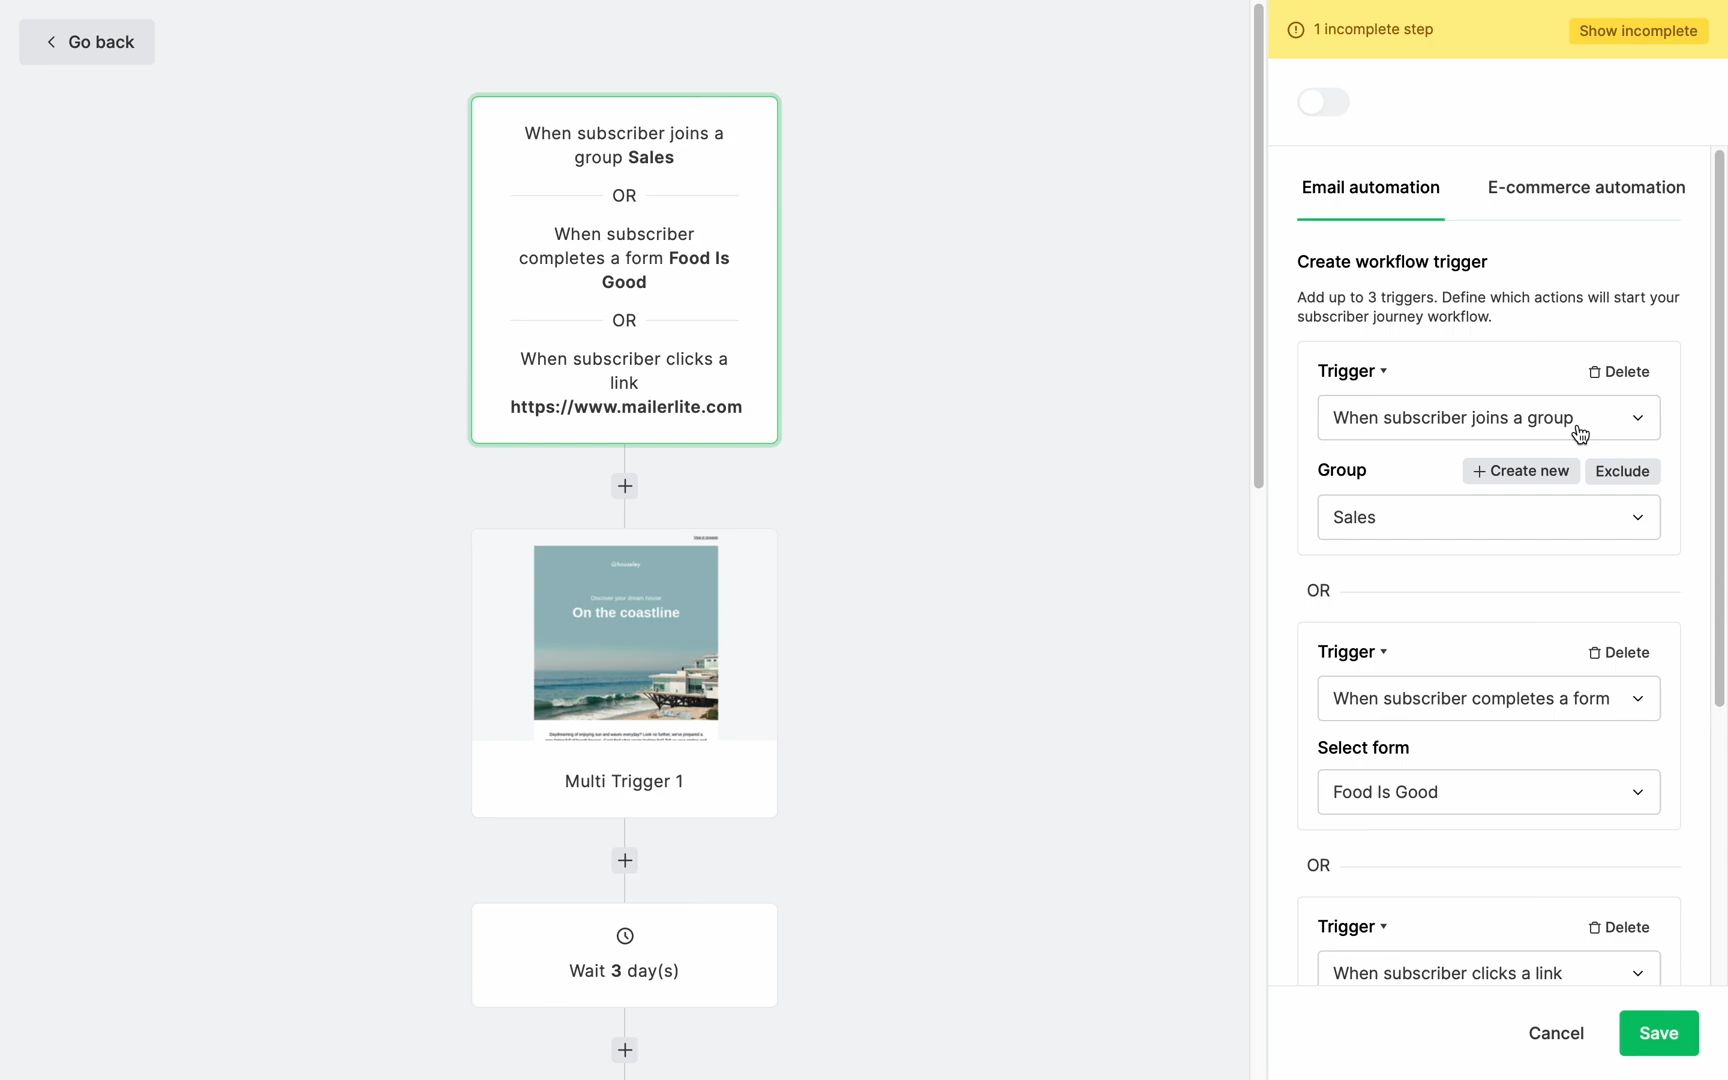 Go back
When subscriber joins a
group Sales
OR
When subscriber
completes a form Food Is
Good
OR
When subscriber clicks a
link
https://www.mailerlite.com
Discover your dream house
On the coastline
Multi Trigger 1
Wait 3 day(s)
1 incomplete step
Show incomplete
Email automation
E-commerce automation
Create workflow trigger
Add up to 3 triggers. Define which actions will start your
subscriber journey workflow.
Trigger
Delete
When subscriber joins a group
Group
+ Create new
Exclude
Sales
OR
Trigger
Delete
When subscriber completes a form
Select form
Food Is Good
OR
Trigger
Delete
When subscriber clicks a link
Cancel
Save